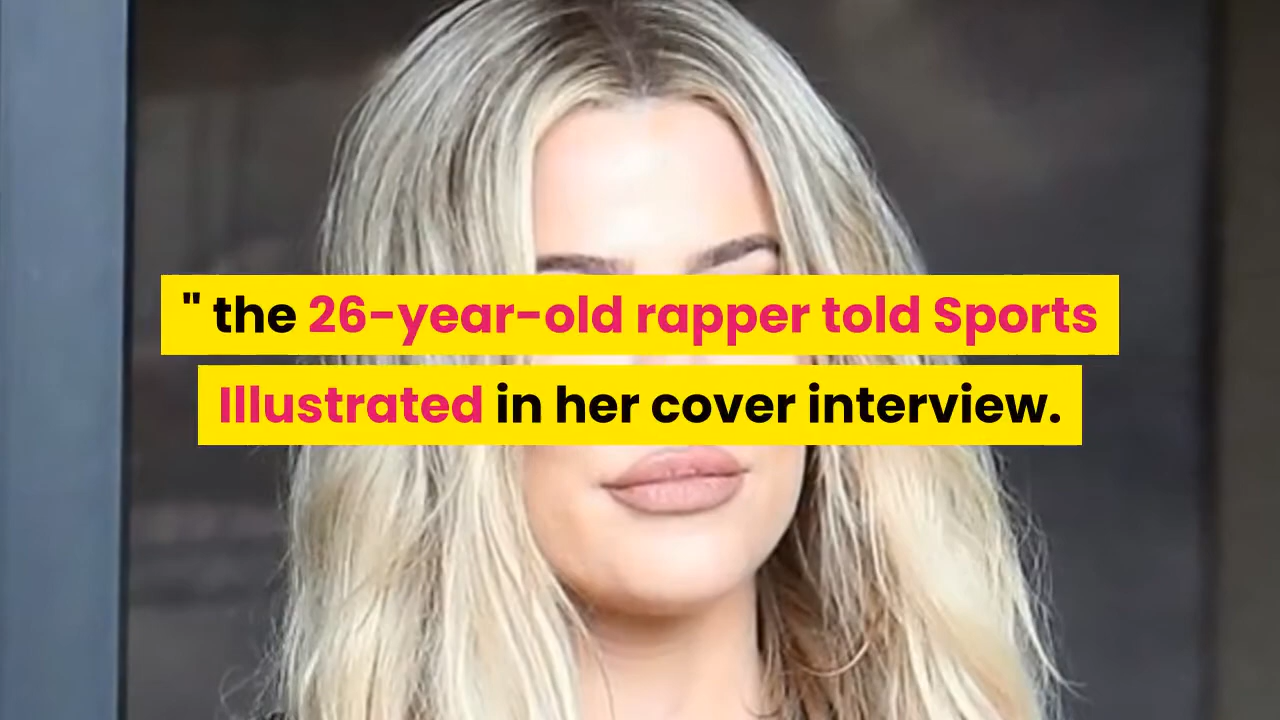 " the 26-year-old rapper told Sports
Illustrated in her cover interview.